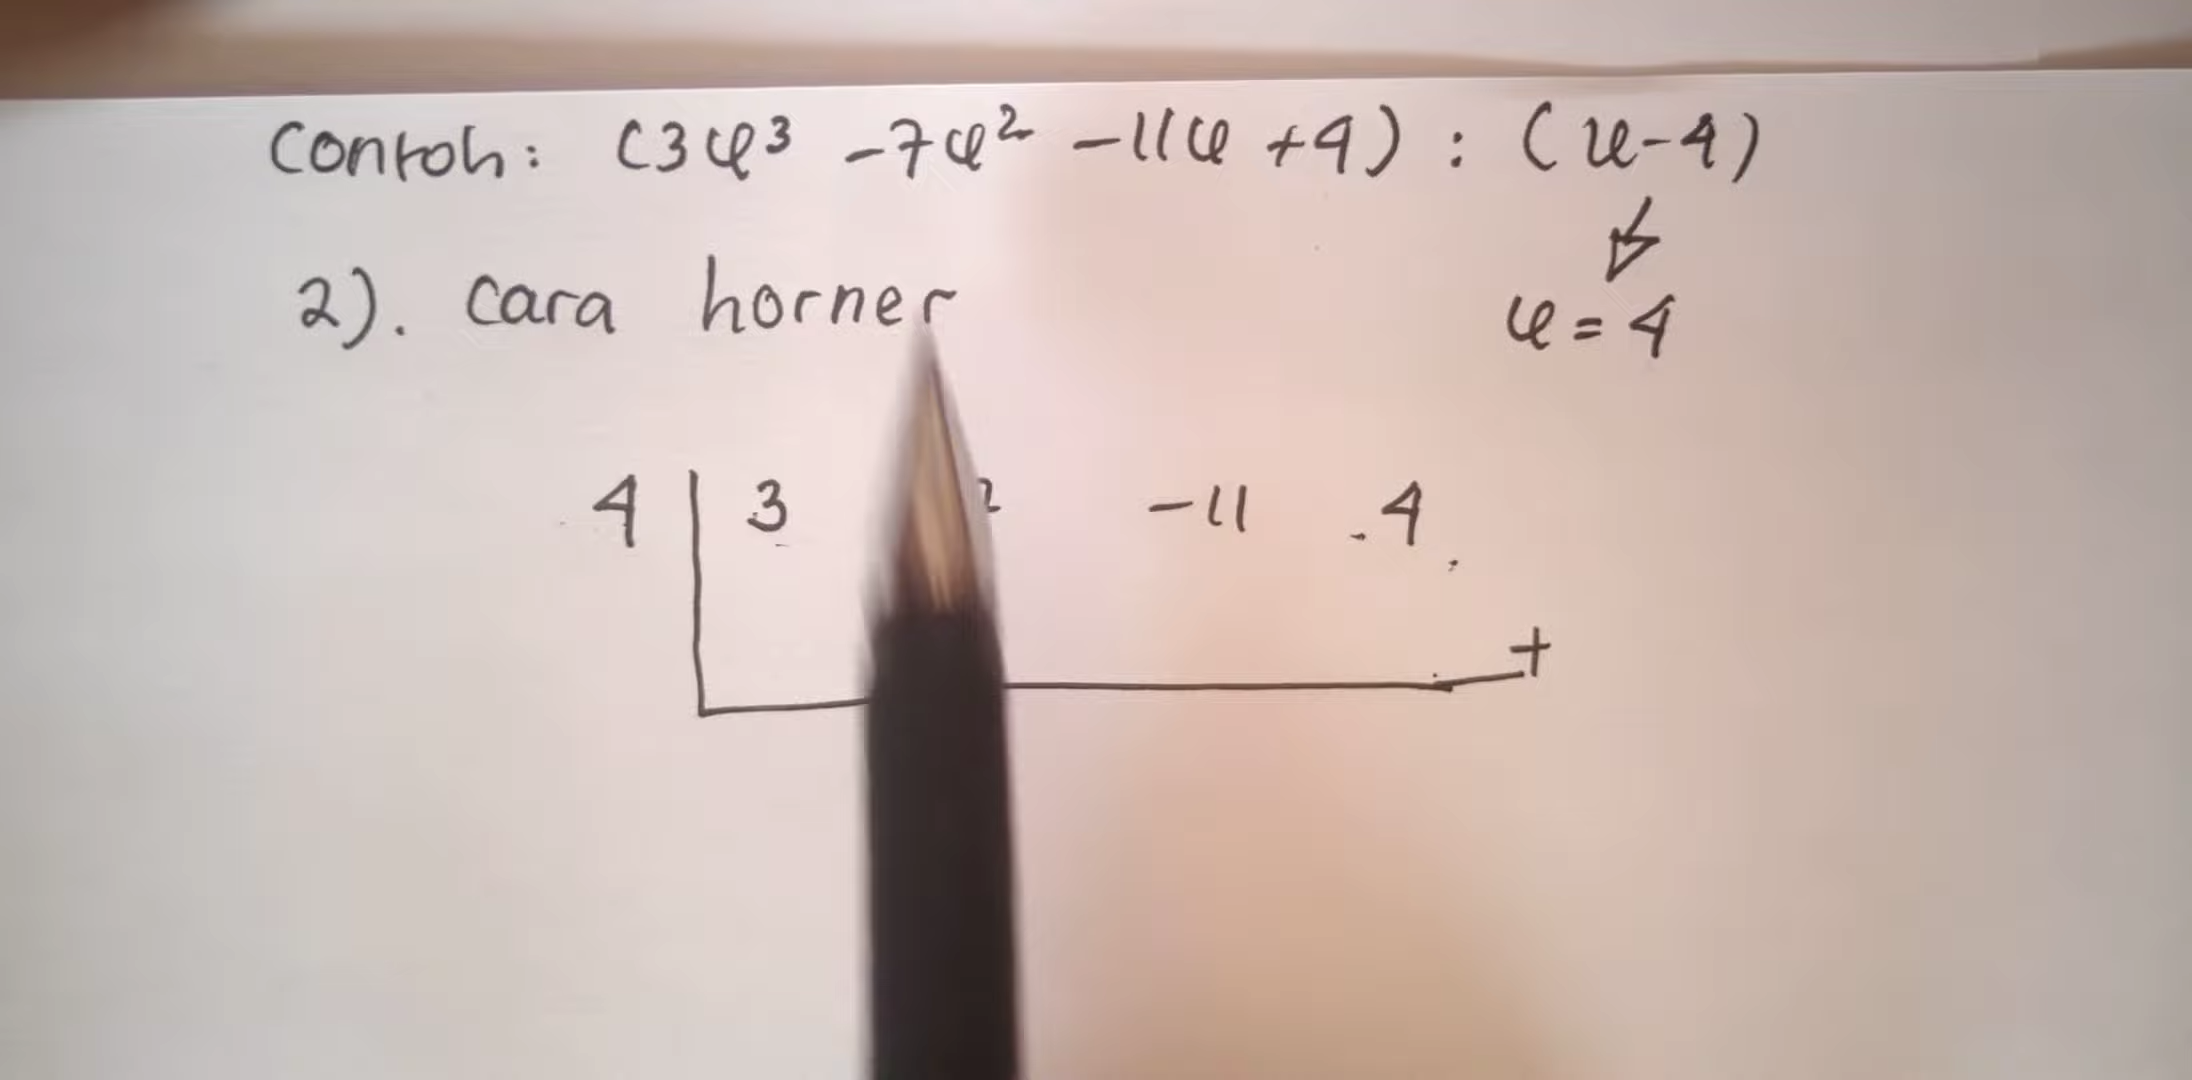 Contoh: (3x³ -7x² -11x +4) : (x-4)
2). cara horner
x = 4
4 3 -11 4
+